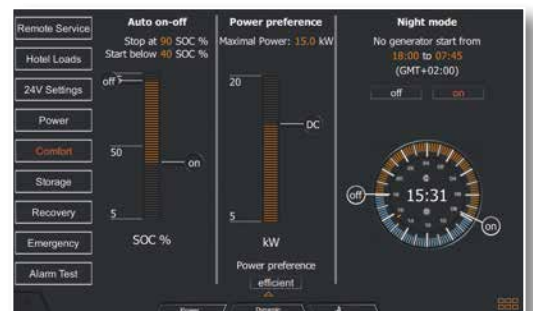 Remote Service
Hotel Loads
24V Settings
Power
Comfort
Storage
Recovery
Emergency
Alarm Test
Auto on-off
Stop at 90 SOC %
Start below 40 SOC %
off
50
on
5
SOC %
Power preference
Maximal Power: 15.0 kW
20
DC
5
kW
Power preference
efficient
Night mode
No generator start from
18:00 to 07:45
(GMT+02:00)
off on
15:31
off
on
Power Dynamic